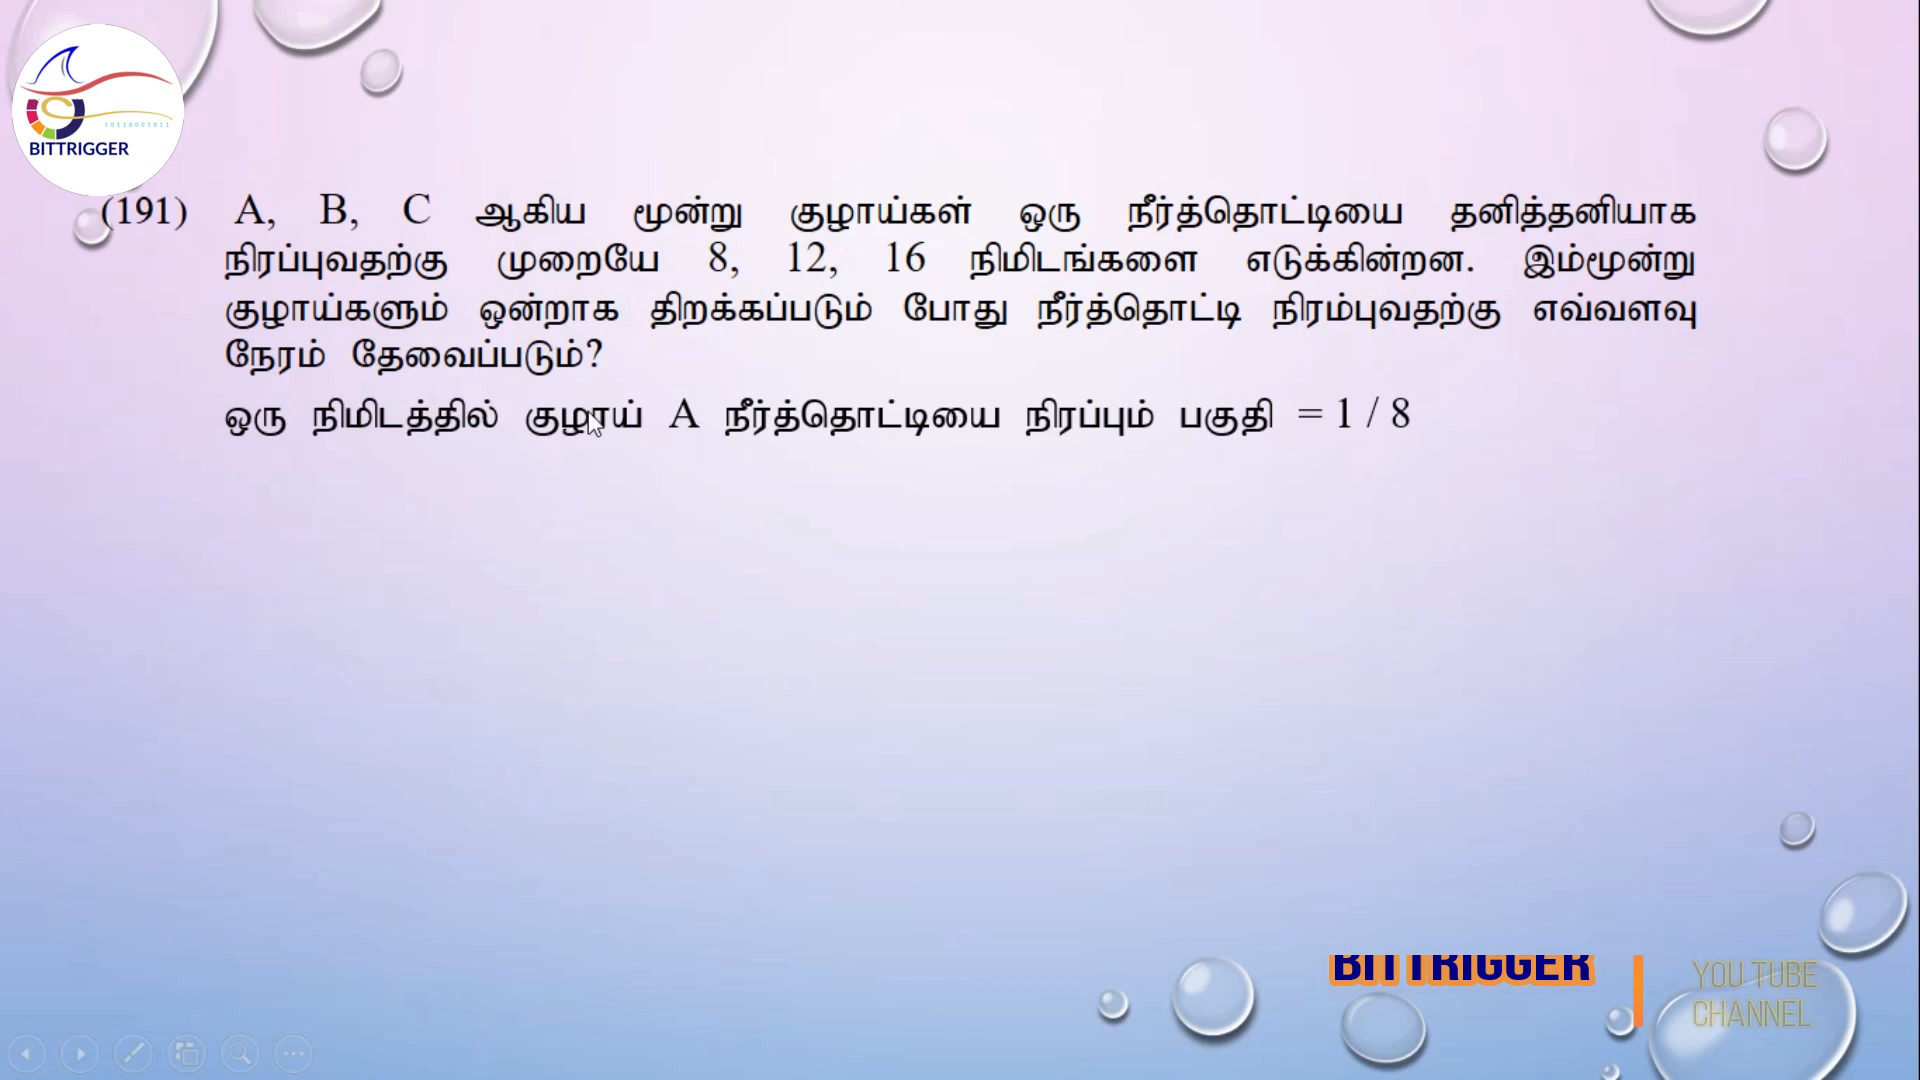 BITTRIGGER
10110001011
(191) A, B, C ஆகிய மூன்று குழாய்கள் ஒரு நீர்த்தொட்டியை தனித்தனியாக
நிரப்புவதற்கு முறையே 8, 12, 16 நிமிடங்களை எடுக்கின்றன. இம்மூன்று
குழாய்களும் ஒன்றாக திறக்கப்படும் போது நீர்த்தொட்டி நிரம்புவதற்கு எவ்வளவு
நேரம் தேவைப்படும்?
ஒரு நிமிடத்தில் குழாய் A நீர்த்தொட்டியை நிரப்பும் பகுதி = 1 / 8
BITTRIGGER
YOU TUBE
CHANNEL